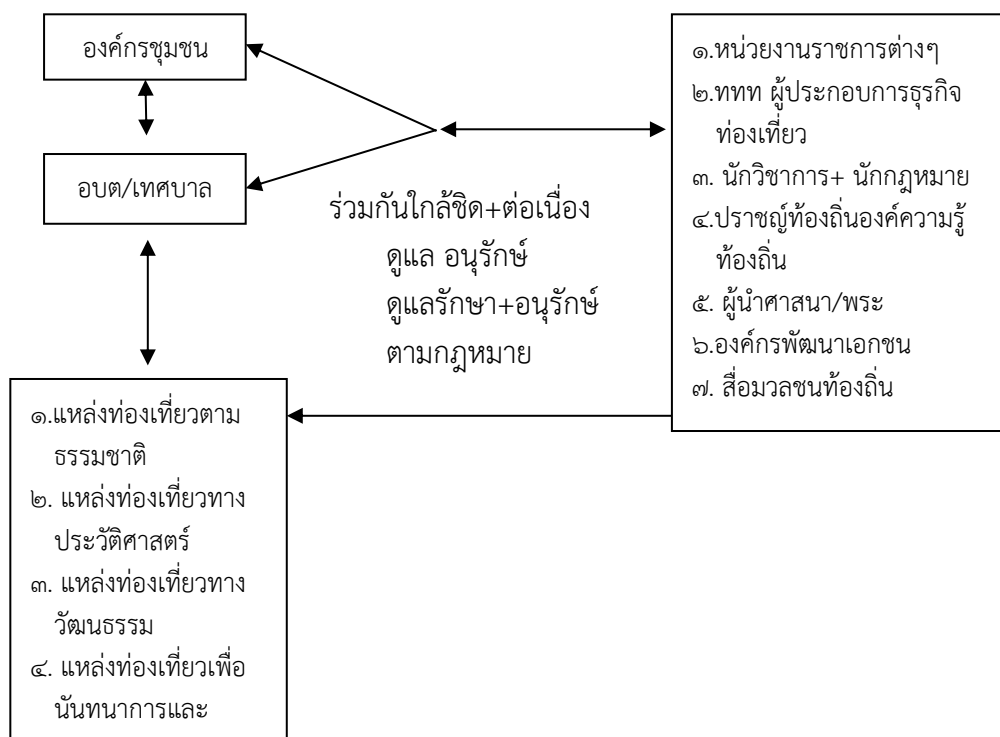 องค์กรชุมชน
อบต/เทศบาล
ร่วมกันใกล้ชิด+ต่อเนื่อง
ดูแล อนุรักษ์
ดูแลรักษา+อนุรักษ์
ตามกฎหมาย
๑.หน่วยงานราชการต่างๆ
๒.ททท ผู้ประกอบการธุรกิจ
ท่องเที่ยว
๓. นักวิชาการ+ นักกฎหมาย
๔.ปราชญ์ท้องถิ่นองค์ความรู้
ท้องถิ่น
๕. ผู้นำศาสนา/พระ
๖.องค์กรพัฒนาเอกชน
๗. สื่อมวลชนท้องถิ่น
๑.แหล่งท่องเที่ยวตาม
ธรรมชาติ
๒. แหล่งท่องเที่ยวทาง
ประวัติศาสตร์
๓. แหล่งท่องเที่ยวทาง
วัฒนธรรม
๔. แหล่งท่องเที่ยวเพื่อ
นันทนาการและ